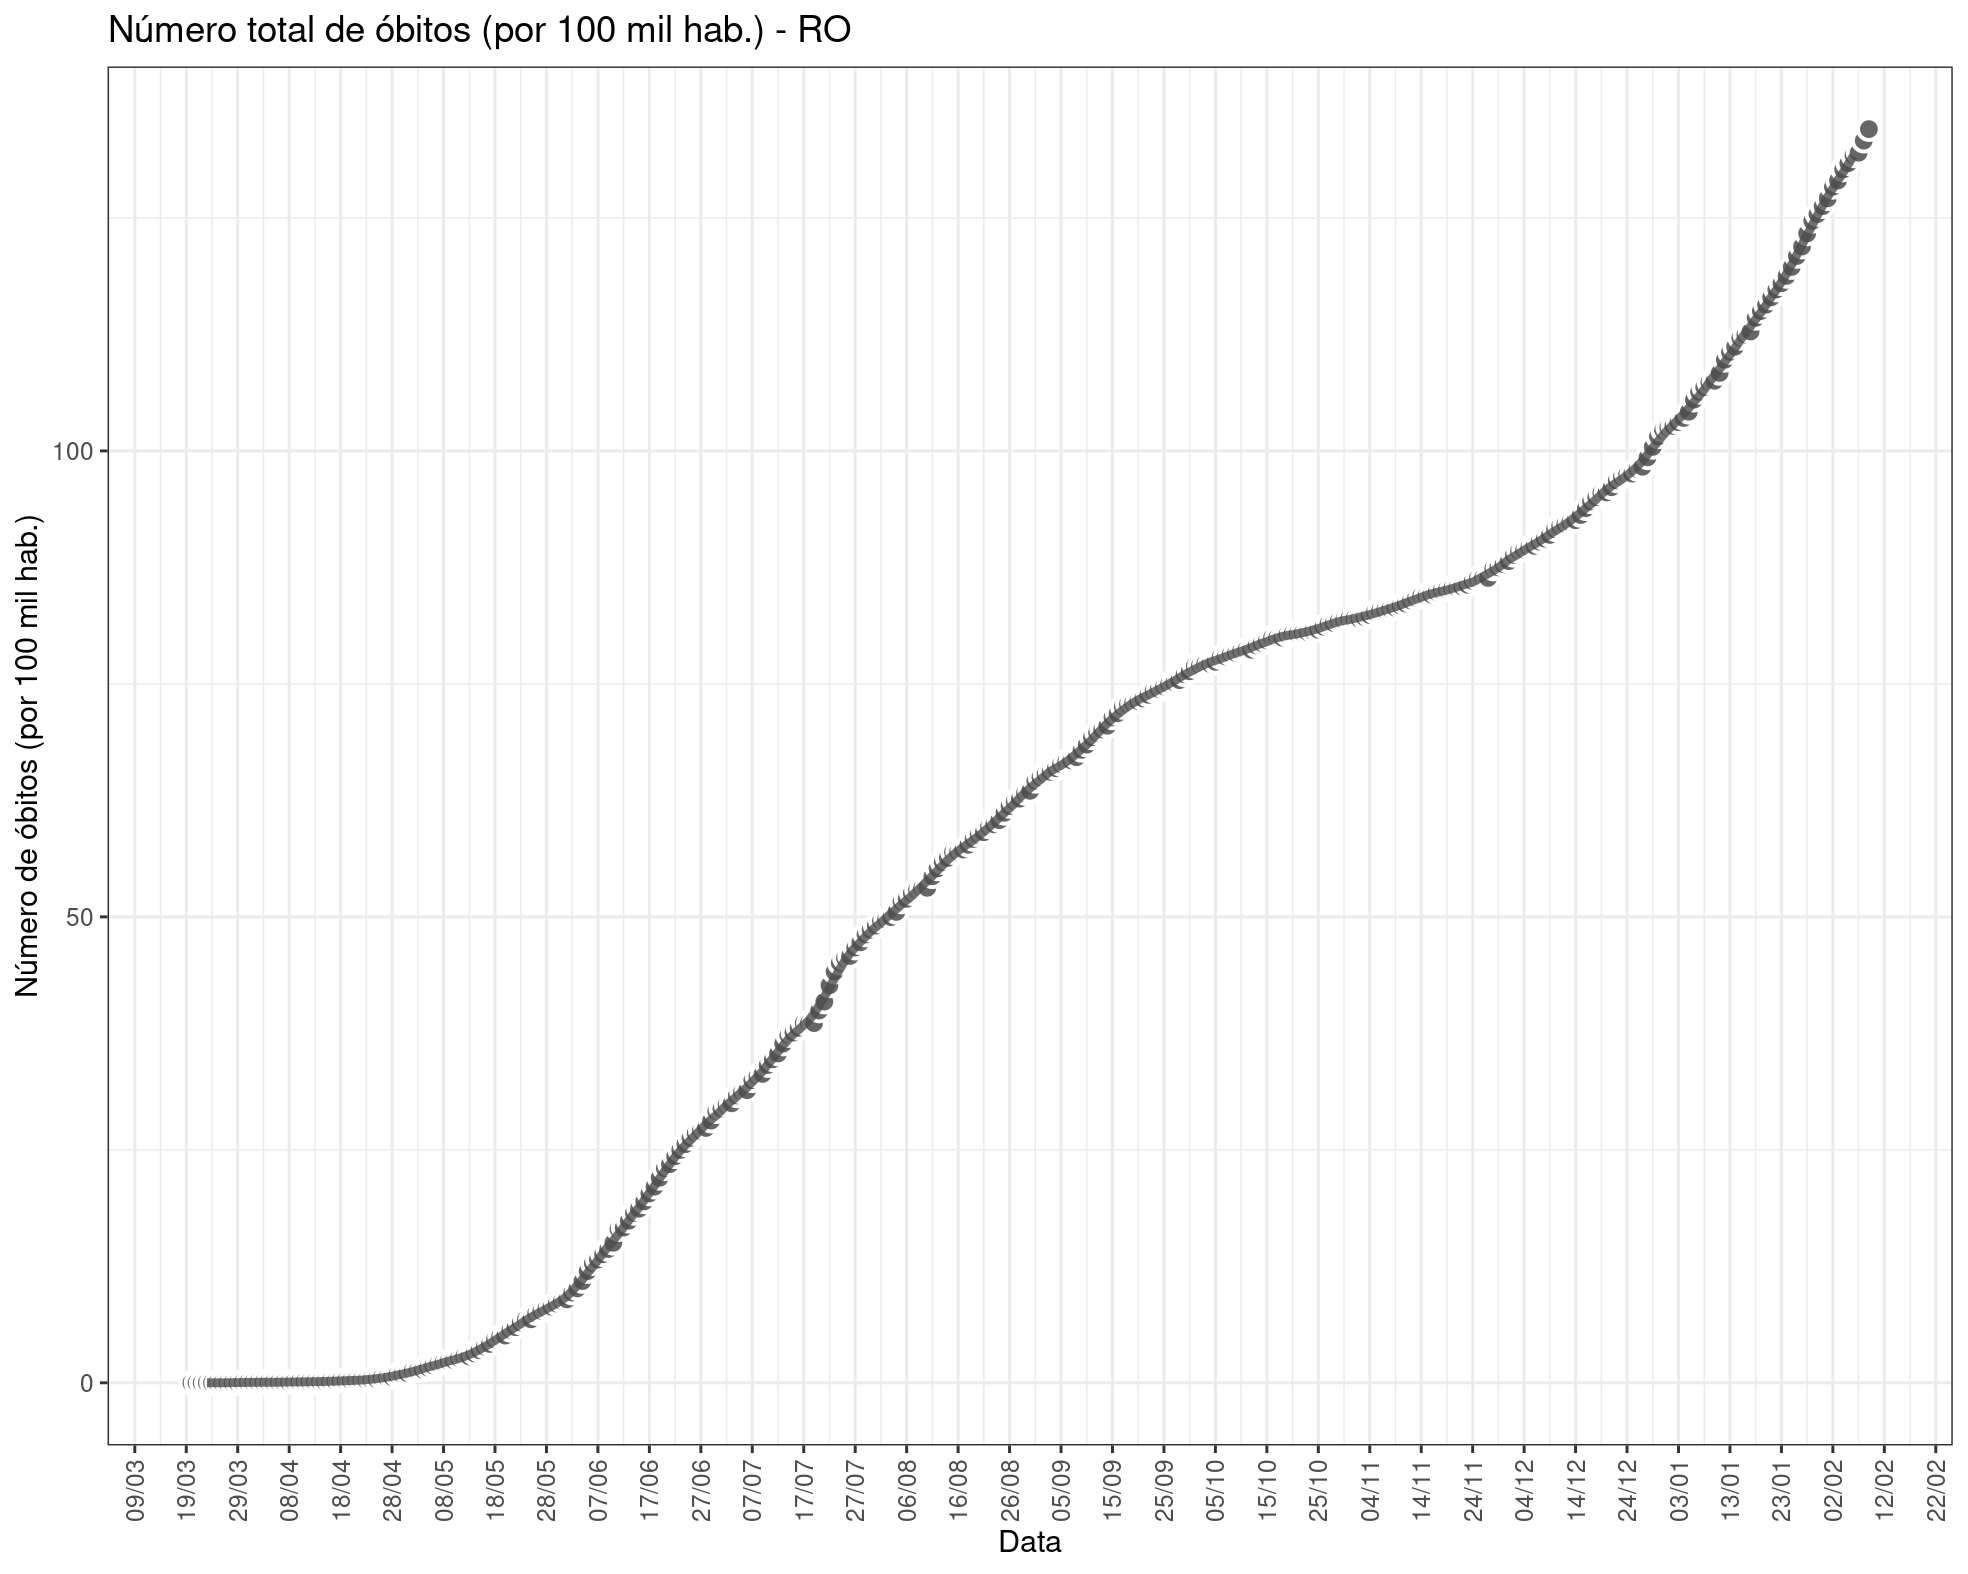 Número total de óbitos (por 100 mil hab.) - RO
Número de óbitos (por 100 mil hab.)
100
50
0
09/03 19/03 29/03 08/04 18/04 28/04 08/05 18/05 28/05 07/06 17/06 27/06 07/07 17/07 27/07 06/08 16/08 26/08 05/09 15/09 25/09 05/10 15/10 25/10 04/11 14/11 24/11 04/12 14/12 24/12 03/01 13/01 23/01 02/02 12/02 22/02
Data